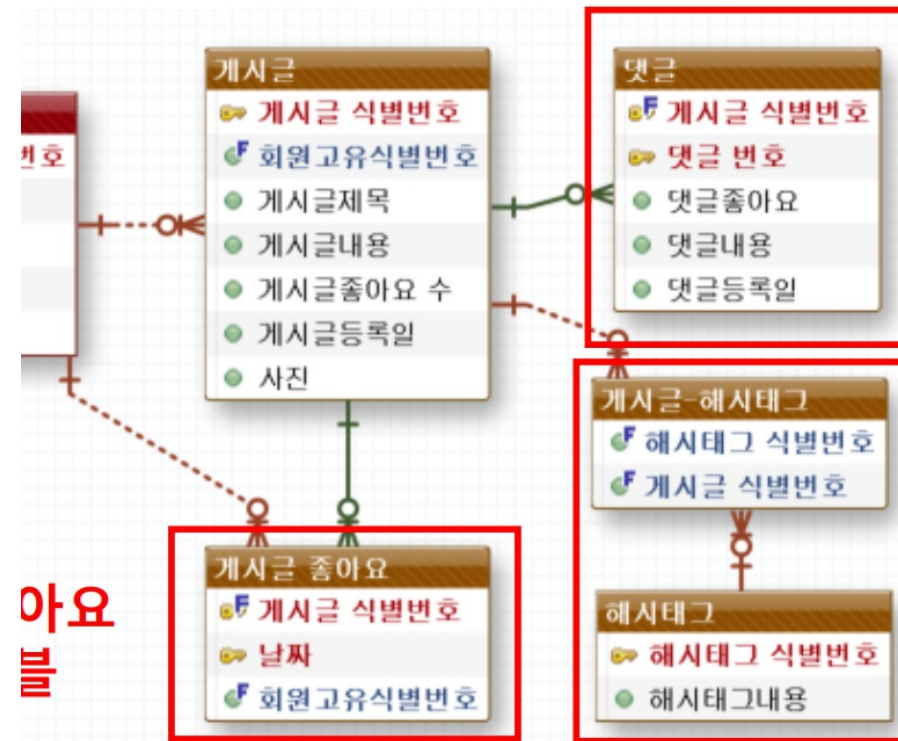 번호
게시글
게시글 식별번호
회원고유식별번호
게시글제목
게시글내용
게시글좋아요 수
게시글등록일
사진
댓글
게시글 식별번호
댓글 번호
댓글좋아요
댓글내용
댓글등록일
게시글-해시태그
해시태그 식별번호
게시글 식별번호
해시태그
해시태그 식별번호
해시태그내용
게시글 좋아요
게시글 식별번호
날짜
회원고유식별번호
아요
블